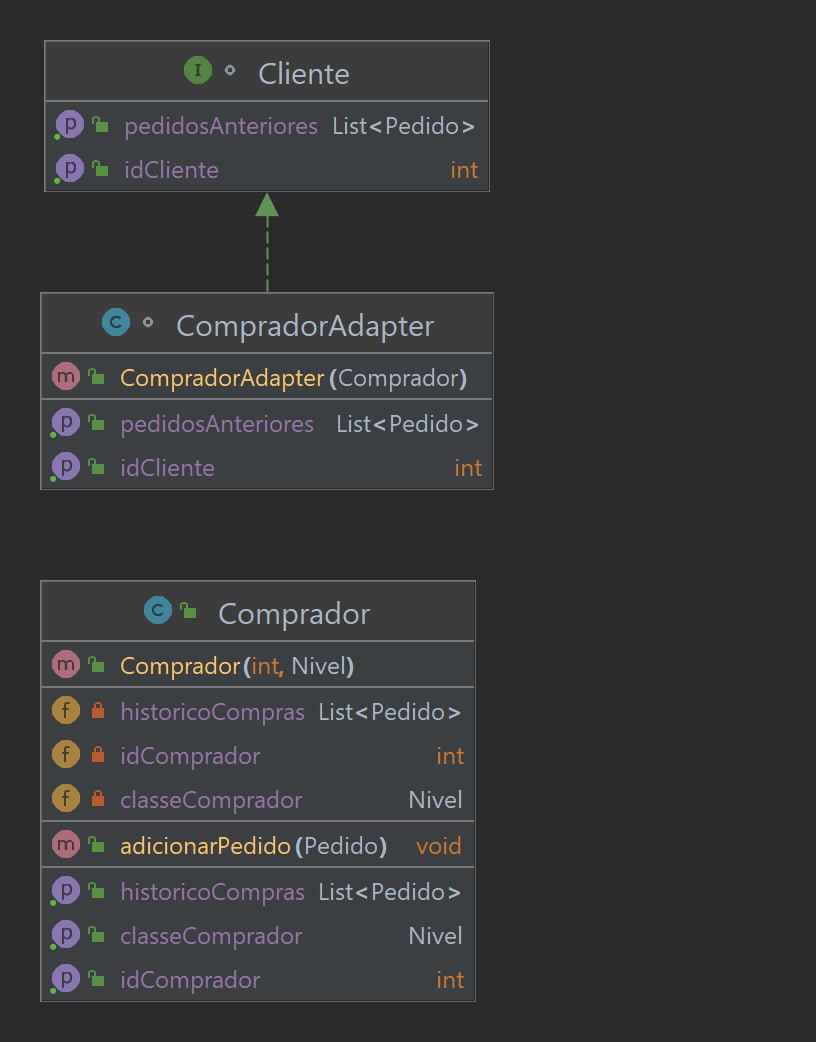 I Cliente
p pedidosAnteriores List<Pedido>
p idCliente int
C CompradorAdapter
m CompradorAdapter(Comprador)
p pedidosAnteriores List<Pedido>
p idCliente int
C Comprador
m Comprador(int, Nivel)
f historicoCompras List<Pedido>
f idComprador int
f classeComprador Nivel
m adicionarPedido(Pedido) void
p historicoCompras List<Pedido>
p classeComprador Nivel
p idComprador int